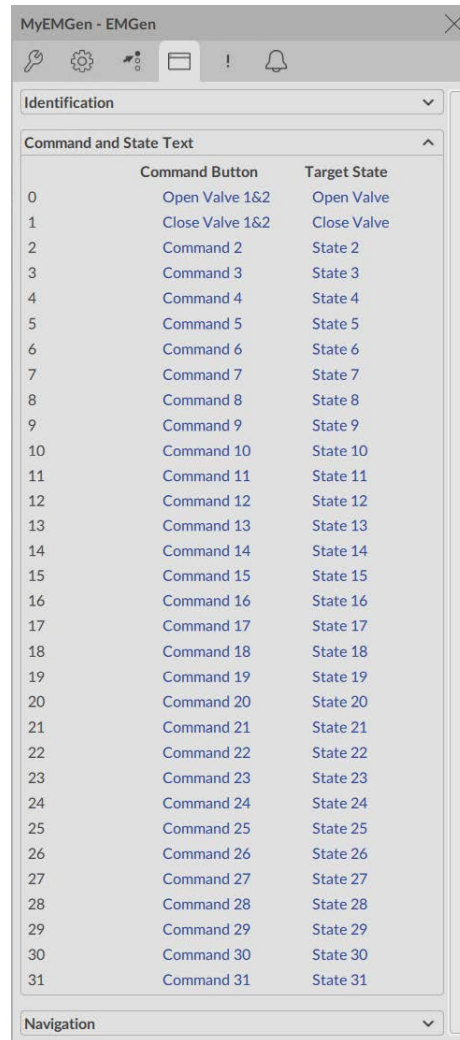 MyEMGen - EMGen
Identification
Command and State Text
Command Button Target State
0 Open Valve 1&2 Open Valve
1 Close Valve 1&2 Close Valve
2 Command 2 State 2
3 Command 3 State 3
4 Command 4 State 4
5 Command 5 State 5
6 Command 6 State 6
7 Command 7 State 7
8 Command 8 State 8
9 Command 9 State 9
10 Command 10 State 10
11 Command 11 State 11
12 Command 12 State 12
13 Command 13 State 13
14 Command 14 State 14
15 Command 15 State 15
16 Command 16 State 16
17 Command 17 State 17
18 Command 18 State 18
19 Command 19 State 19
20 Command 20 State 20
21 Command 21 State 21
22 Command 22 State 22
23 Command 23 State 23
24 Command 24 State 24
25 Command 25 State 25
26 Command 26 State 26
27 Command 27 State 27
28 Command 28 State 28
29 Command 29 State 29
30 Command 30 State 30
31 Command 31 State 31
Navigation